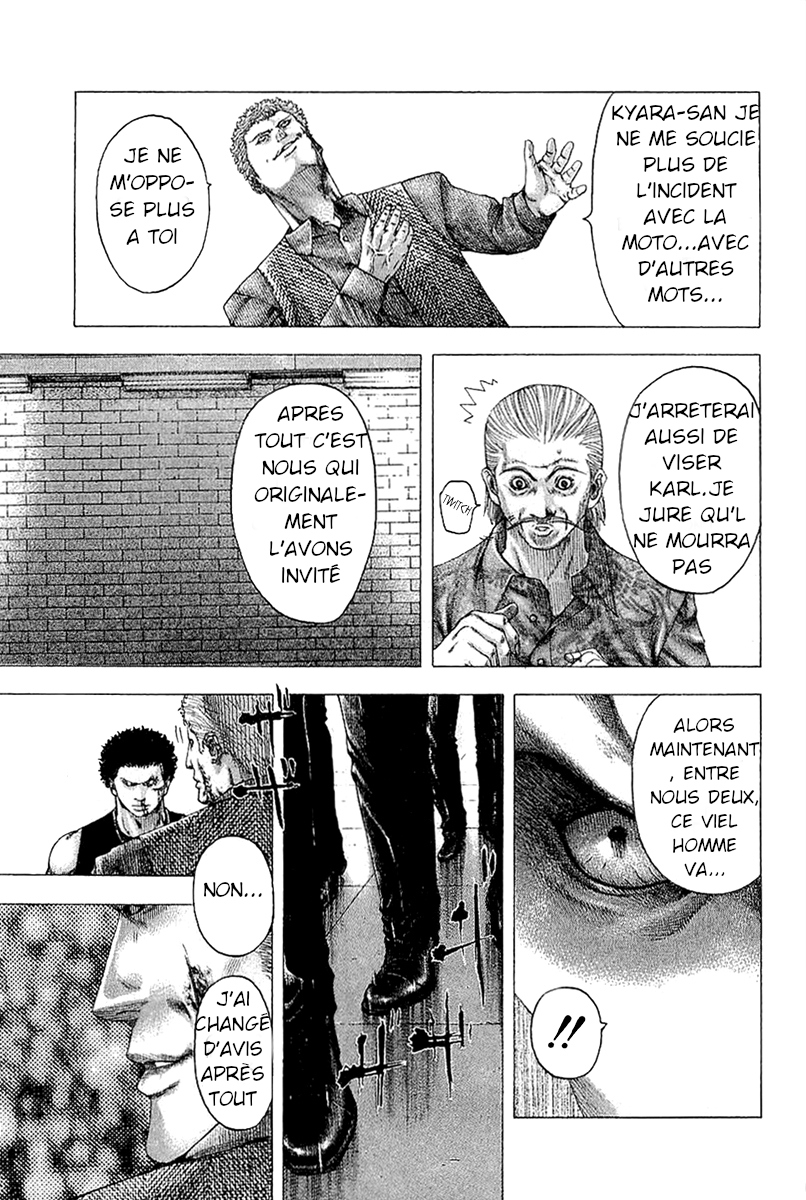 KYARA-SAN JE
NE ME SOUCIE
PLUS DE
L'INCIDENT
AVEC LA
MOTO...AVEC
D'AUTRES
MOTS...
JE NE
M'OPPO-
SE PLUS
A TOI
J'ARRETERAI
AUSSI DE
VISER
KARL.JE
JURE QU'L
NE MOURRA
PAS
TWITCH
APRES
TOUT C'EST
NOUS QUI
ORIGINALE-
MENT
L'AVONS
INVITÉ
ALORS
MAINTENANT
, ENTRE
NOUS DEUX,
CE VIEL
HOMME
VA...
!!
NON...
J'AI
CHANGÉ
D'AVIS
APRÈS
TOUT